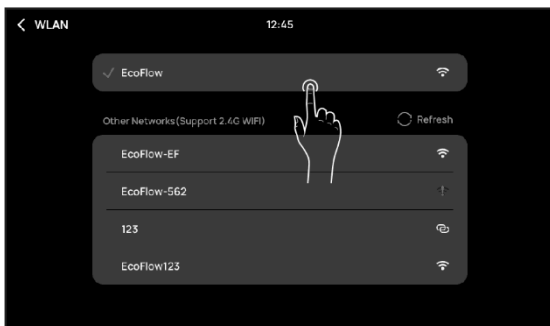 WLAN 12:45
EcoFlow
Other Networks(Support 2.4G WIFI) Refresh
EcoFlow-EF
EcoFlow-562
123
EcoFlow123